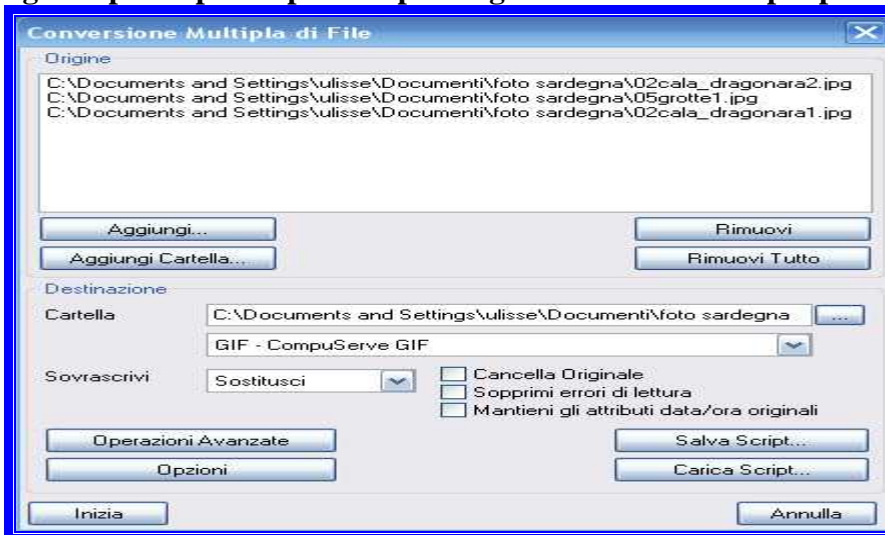 Conversione Multipla di File
Origine
C:\Documents and Settings\ulisse\Documenti\foto sardegna\02cala_dragonara2.jpg
C:\Documents and Settings\ulisse\Documenti\foto sardegna\05grotte1.jpg
C:\Documents and Settings\ulisse\Documenti\foto sardegna\02cala_dragonara1.jpg
Aggiungi... Rimuovi
Aggiungi Cartella... Rimuovi Tutto
Destinazione
Cartella C:\Documents and Settings\ulisse\Documenti\foto sardegna ...
GIF - CompuServe GIF
Sovrascrivi Sostitusci Cancella Originale
Sopprimi errori di lettura
Mantieni gli attributi data/ora originali
Operazioni Avanzate Salva Script...
Opzioni Carica Script...
Inizia Annulla